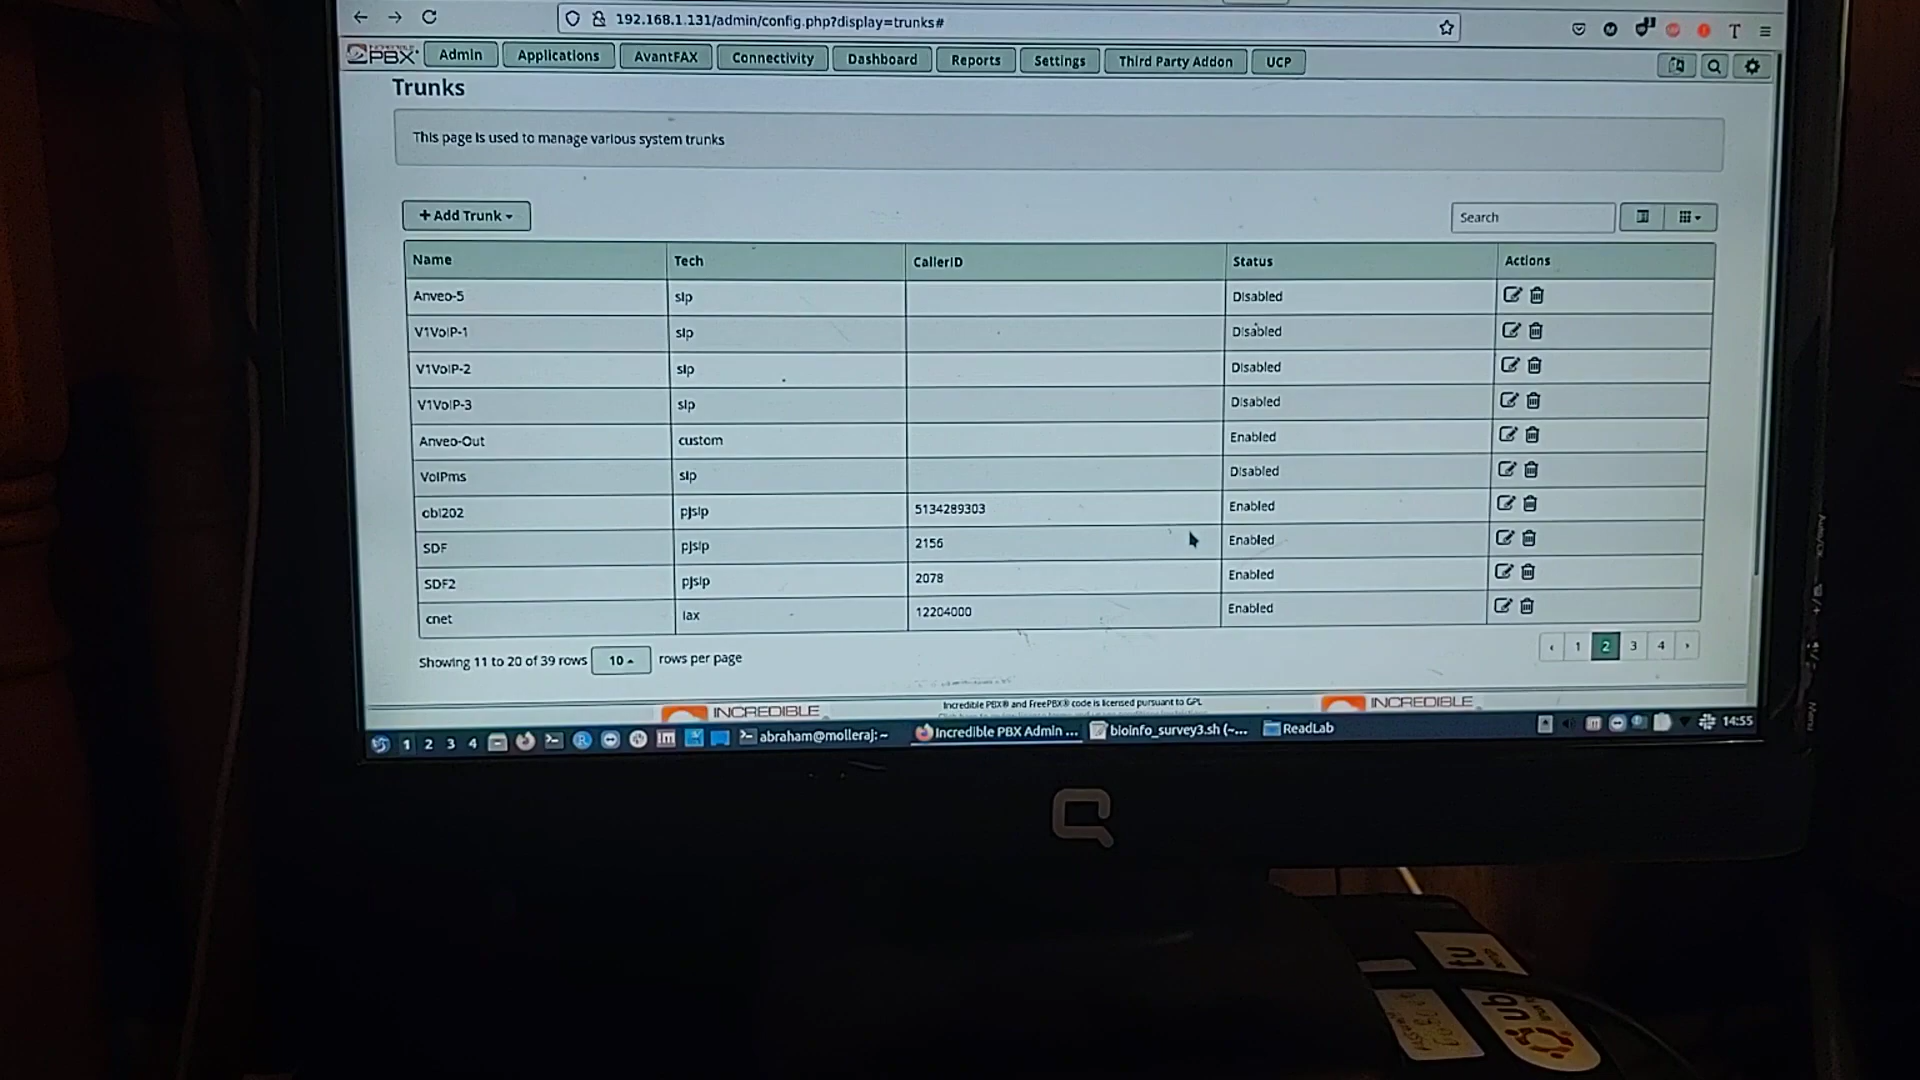 192.168.1.131/admin/config.php?display=trunks#
PBX Admin Applications AvantFAX Connectivity Dashboard Reports Settings Third Party Addon UCP
Trunks
This page is used to manage various system trunks
+ Add Trunk
Search
Name Tech CallerID Status Actions
Anveo-5 sip Disabled
V1VoIP-1 sip Disabled
V1VoIP-2 sip Disabled
V1VoIP-3 sip Disabled
Anveo-Out custom Enabled
VoIPms sip Disabled
obi202 pjsip 5134289303 Enabled
SDF pjsip 2156 Enabled
SDF2 pjsip 2078 Enabled
cnet iax 12204000 Enabled
Showing 11 to 20 of 39 rows 10 rows per page ‹ 1 2 3 4 ›
INCREDIBLE Incredible PBX® and FreePBX® code is licensed pursuant to GPL INCREDIBLE
1 2 3 4 abraham@molleraj: ~ Incredible PBX Admin ... bioinfo_survey3.sh (~... ReadLab 14:55